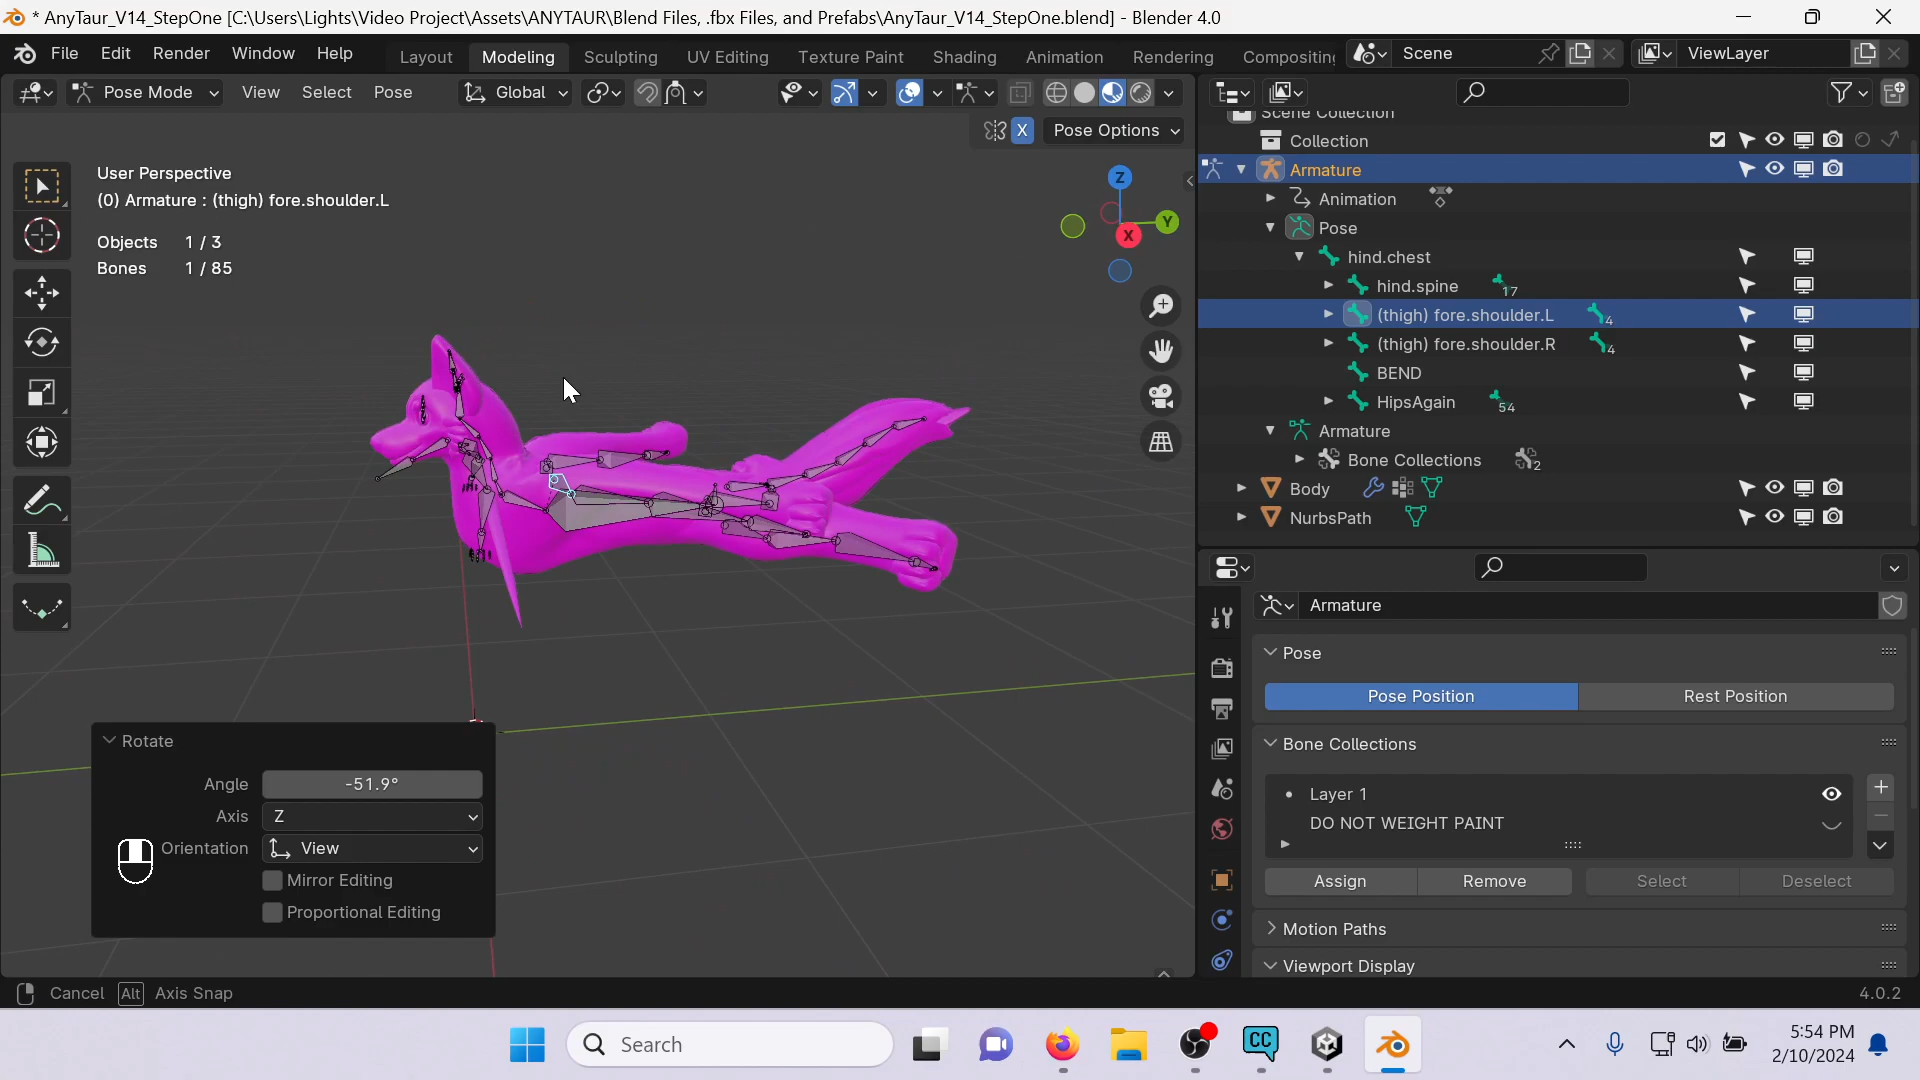 * AnyTaur_V14_StepOne [C:\Users\Lights\Video Project\Assets\ANYTAUR\Blend Files, .fbx Files, and Prefabs\AnyTaur_V14_StepOne.blend] - Blender 4.0
File Edit Render Window Help
Layout Modeling Sculpting UV Editing Texture Paint Shading Animation Rendering Compositing
Scene
ViewLayer
Pose Mode View Select Pose
Global
X Pose Options
User Perspective
(0) Armature : (thigh) fore.shoulder.L
Objects 1 / 3
Bones 1 / 85
Z
Y
X
Scene Collection
Collection
Armature
Animation
Pose
hind.chest
hind.spine 17
(thigh) fore.shoulder.L 4
(thigh) fore.shoulder.R 4
BEND
HipsAgain 54
Armature
Bone Collections 2
Body
NurbsPath
Armature
Pose
Pose Position Rest Position
Bone Collections
Layer 1
DO NOT WEIGHT PAINT
Assign Remove Select Deselect
Motion Paths
Viewport Display
Rotate
Angle -51.9°
Axis Z
Orientation View
Mirror Editing
Proportional Editing
Cancel Alt Axis Snap
4.0.2
Search
CC
5:54 PM
2/10/2024